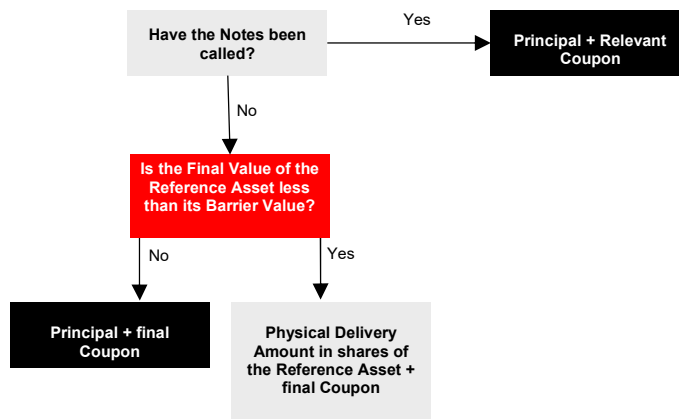 Have the Notes been
called?
Yes
Principal + Relevant
Coupon
No
Is the Final Value of the
Reference Asset less
than its Barrier Value?
No
Yes
Principal + final
Coupon
Physical Delivery
Amount in shares of
the Reference Asset +
final Coupon